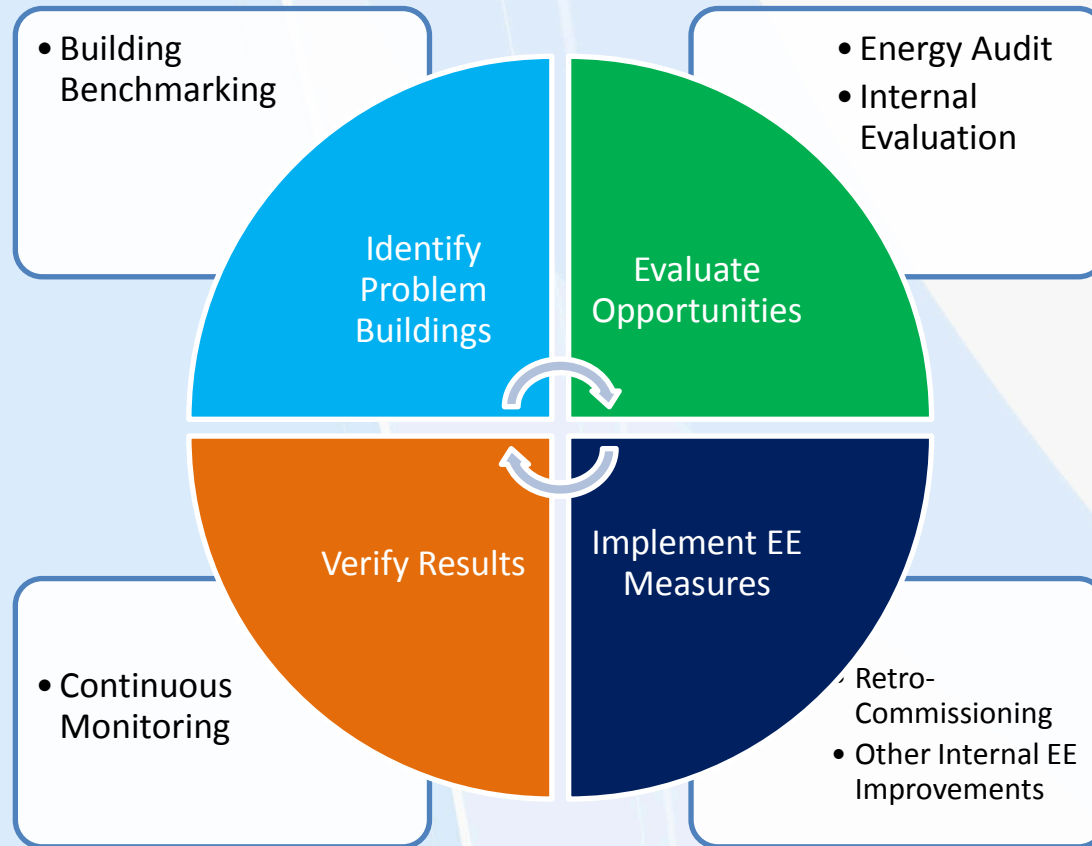 • Building
Benchmarking
• Energy Audit
• Internal
Evaluation
Identify
Problem
Buildings
Evaluate
Opportunities
Verify Results
Implement EE
Measures
• Continuous
Monitoring
• Retro-
Commissioning
• Other Internal EE
Improvements